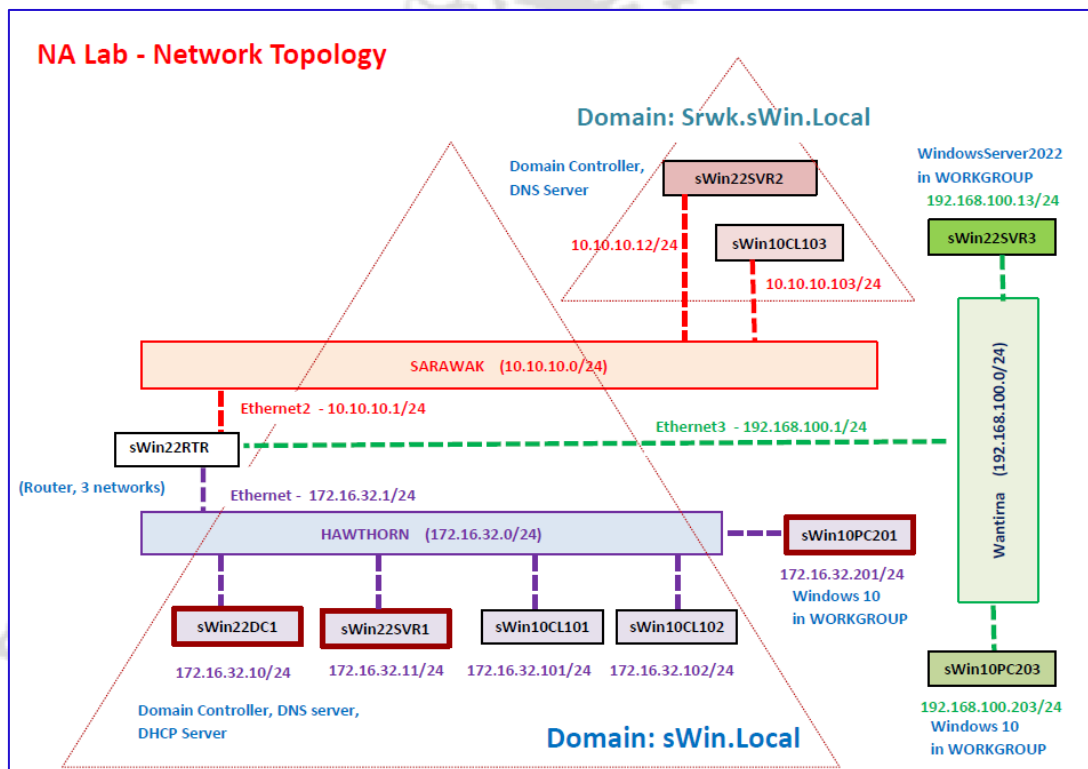 NA Lab - Network Topology
Domain: Srwk.sWin.Local
Domain Controller,
DNS Server
sWin22SVR2
WindowsServer2022
in WORKGROUP
192.168.100.13/24
sWin22SVR3
10.10.10.12/24
sWin10CL103
10.10.10.103/24
SARAWAK (10.10.10.0/24)
Ethernet2 - 10.10.10.1/24
Ethernet3 - 192.168.100.1/24
sWin22RTR
(Router, 3 networks)
Ethernet - 172.16.32.1/24
Wantirna (192.168.100.0/24)
HAWTHORN (172.16.32.0/24)
sWin10PC201
172.16.32.201/24
Windows 10
in WORKGROUP
sWin22DC1
sWin22SVR1
sWin10CL101
sWin10CL102
172.16.32.10/24
172.16.32.11/24
172.16.32.101/24
172.16.32.102/24
sWin10PC203
192.168.100.203/24
Windows 10
in WORKGROUP
Domain Controller, DNS server,
DHCP Server
Domain: sWin.Local